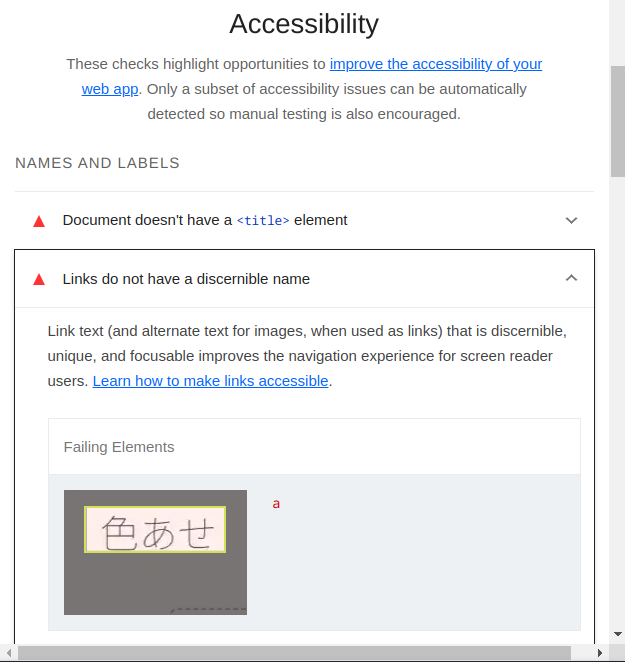 Accessibility
These checks highlight opportunities to improve the accessibility of your
web app. Only a subset of accessibility issues can be automatically
detected so manual testing is also encouraged.
NAMES AND LABELS
Document doesn't have a <title> element
Links do not have a discernible name
Link text (and alternate text for images, when used as links) that is discernible,
unique, and focusable improves the navigation experience for screen reader
users. Learn how to make links accessible.
Failing Elements
色あせ
a